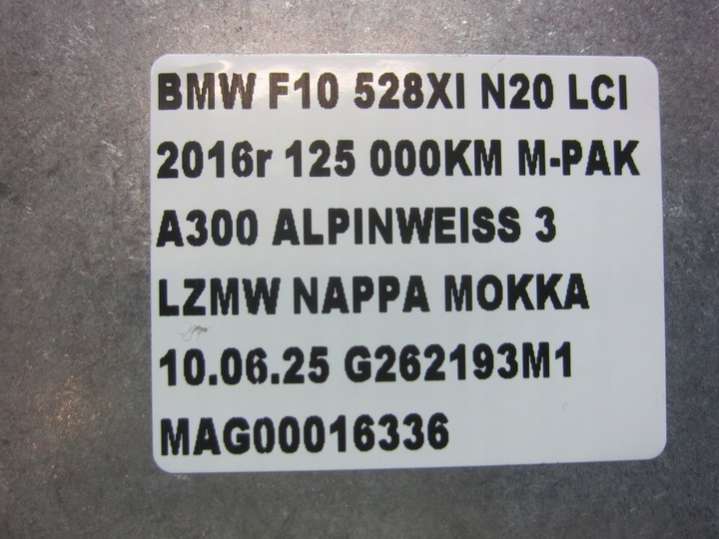 BMW F10 528XI N20 LCI
2016r 125 000KM M-PAK
A300 ALPINWEISS 3
LZMW NAPPA MOKKA
10.06.25 G262193M1
MAG00016336